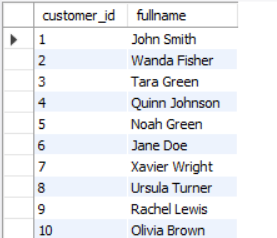 customer_id fullname
1 John Smith
2 Wanda Fisher
3 Tara Green
4 Quinn Johnson
5 Noah Green
6 Jane Doe
7 Xavier Wright
8 Ursula Turner
9 Rachel Lewis
10 Olivia Brown